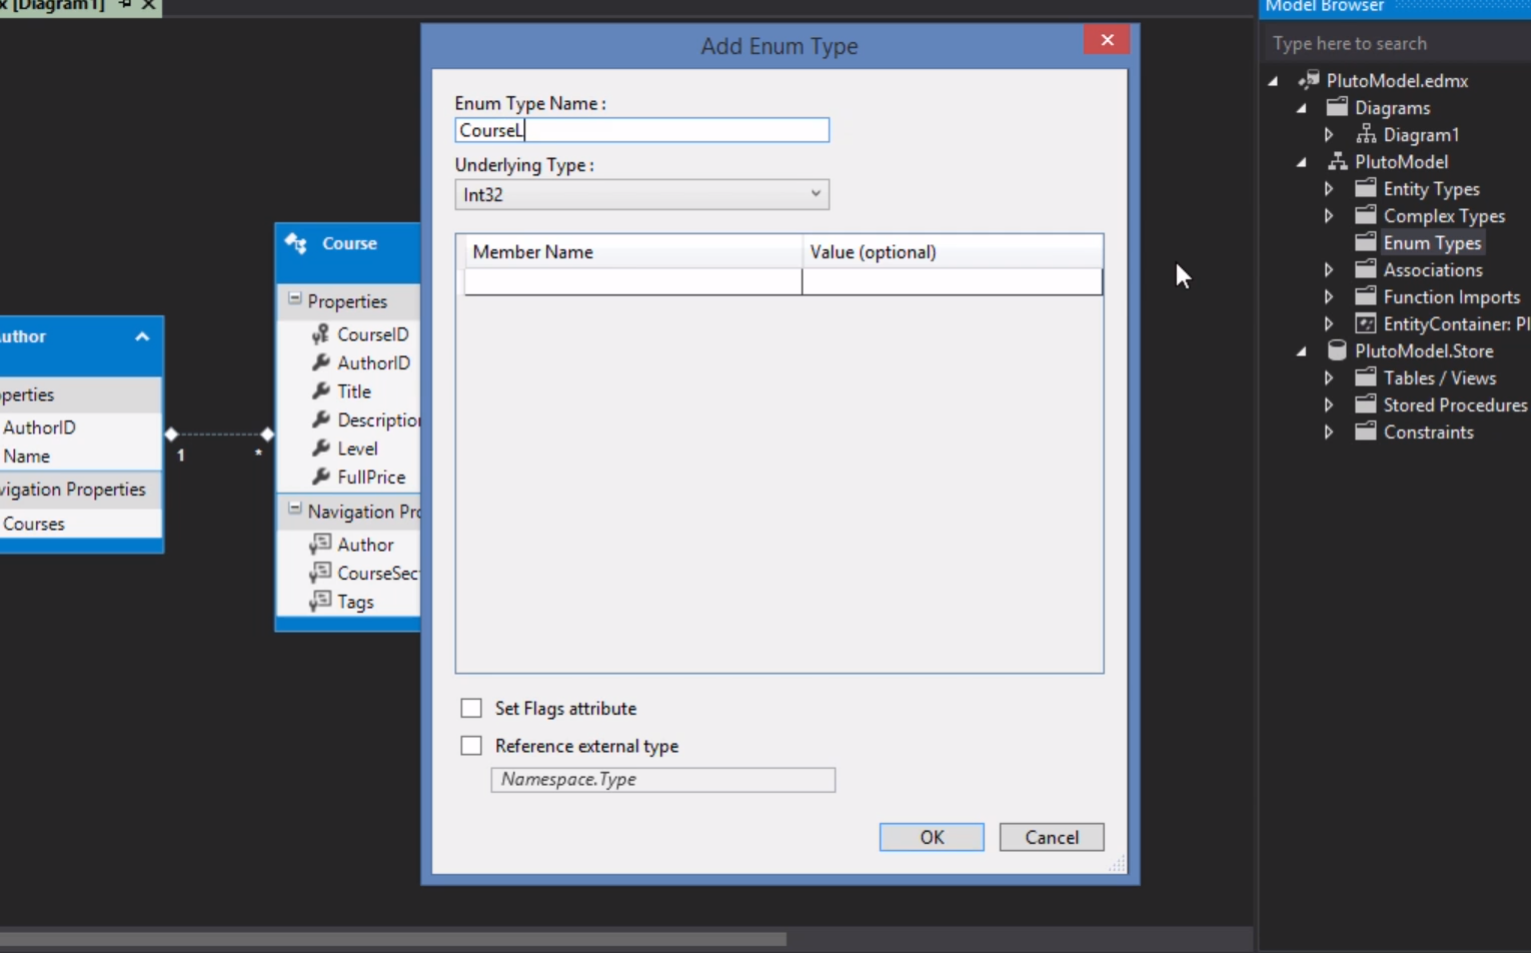 x [Diagram1]
Add Enum Type
Enum Type Name :
CourseL
Underlying Type :
Int32
Member Name
Value (optional)
Set Flags attribute
Reference external type
Namespace.Type
OK
Cancel
Course
Properties
CourseID
AuthorID
Title
Description
Level
FullPrice
Navigation Pro
Author
CourseSec
Tags
uthor
perties
AuthorID
Name
vigation Properties
Courses
1
*
Model Browser
Type here to search
PlutoModel.edmx
Diagrams
Diagram1
PlutoModel
Entity Types
Complex Types
Enum Types
Associations
Function Imports
EntityContainer: Pl
PlutoModel.Store
Tables / Views
Stored Procedures
Constraints